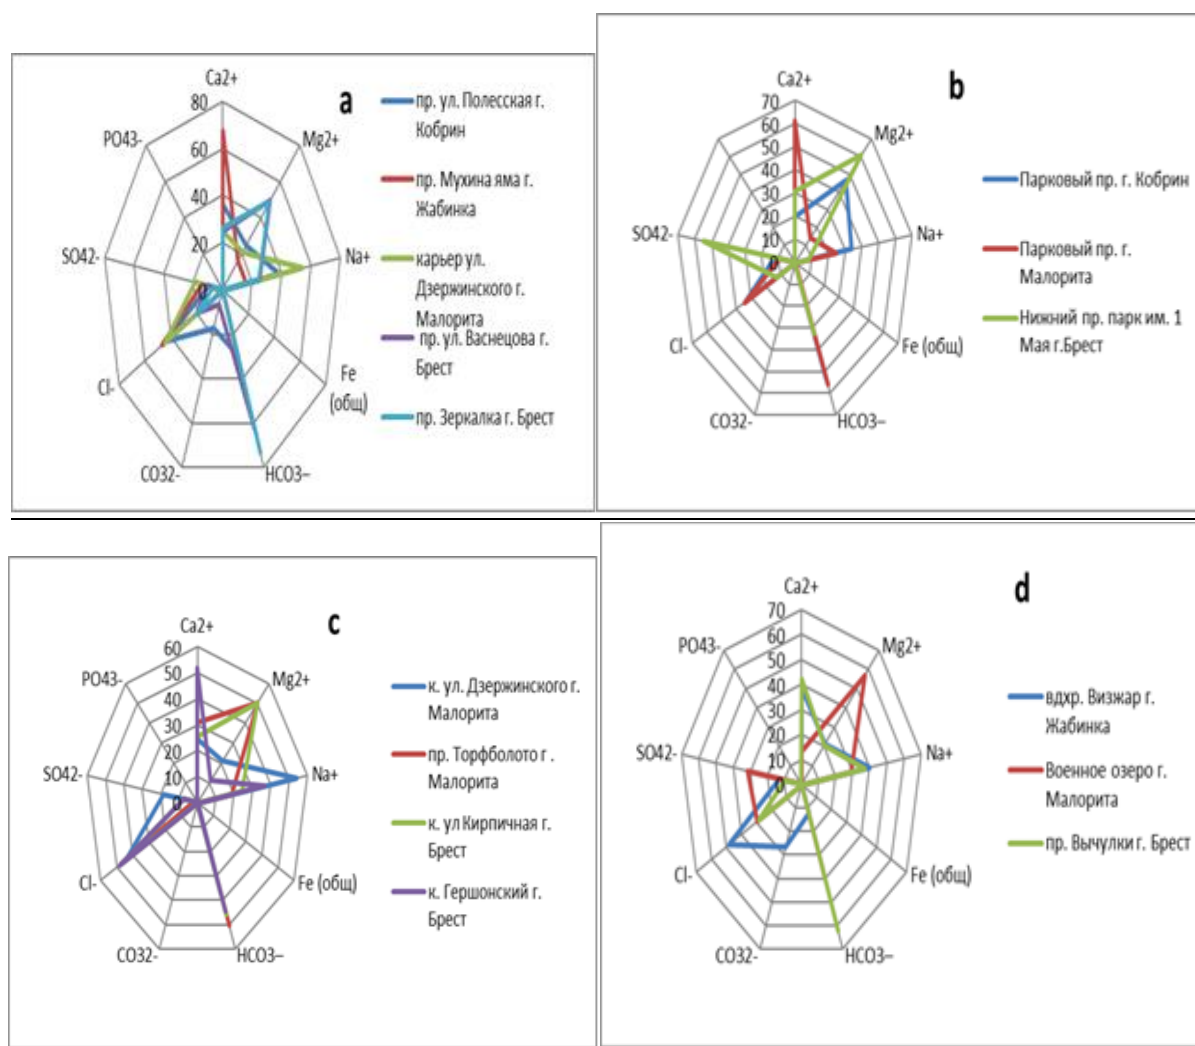 a
Ca2+
Mg2+
Na+
Fe
(общ)
HCO3–
CO32-
Cl-
SO42-
PO43-
80
60
40
20
0
пр. ул. Полесская г.
Кобрин
пр. Мухина яма г.
Жабинка
карьер ул.
Дзержинского г.
Малорита
пр. ул. Васнецова г.
Брест
пр. Зеркалка г. Брест
b
Ca2+
Mg2+
Na+
Fe (общ)
HCO3–
CO32-
Cl-
SO42-
70
60
50
40
30
20
10
0
Парковый пр. г. Кобрин
Парковый пр. г.
Малорита
Нижний пр. парк им. 1
Мая г.Брест
c
Ca2+
Mg2+
Na+
Fe (общ)
HCO3–
CO32-
Cl-
SO42-
PO43-
60
50
40
30
20
10
0
к. ул. Дзержинского г.
Малорита
пр. Торфболото г .
Малорита
к. ул Кирпичная г.
Брест
к. Гершонский г.
Брест
d
Ca2+
Mg2+
Na+
Fe (общ)
HCO3–
CO32-
Cl-
SO42-
PO43-
70
60
50
40
30
20
10
0
вдхр. Визжар г.
Жабинка
Военное озеро г.
Малорита
пр. Вычулки г. Брест